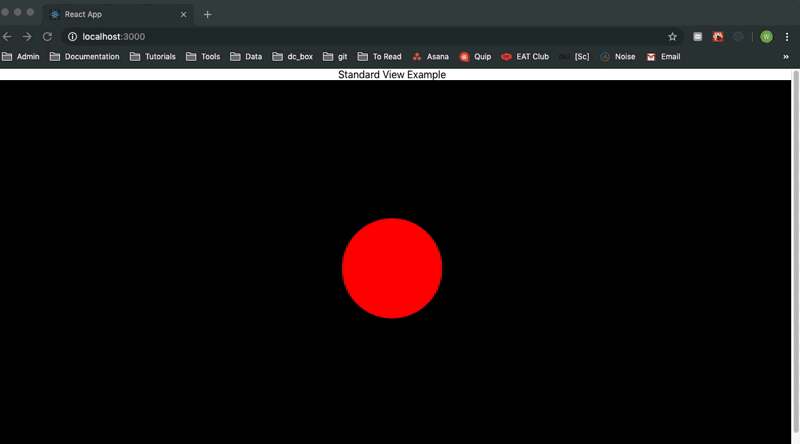 React App
localhost:3000
W
Admin Documentation Tutorials Tools Data dc_box git To Read Asana Quip EAT Club [Sc] Noise Email »
Standard View Example